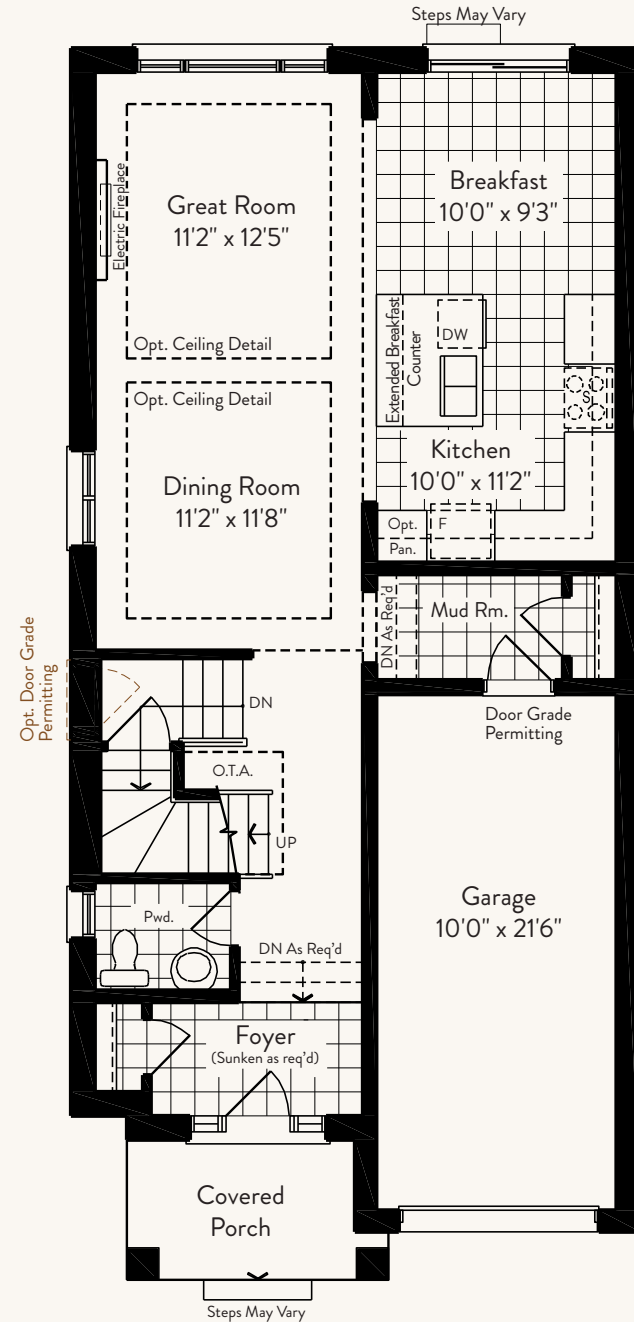 Steps May Vary
Great Room
11'2" x 12'5"
Electric Fireplace
Opt. Ceiling Detail
Breakfast
10'0" x 9'3"
Extended Breakfast
Counter
DW
S
Opt. Ceiling Detail
Dining Room
11'2" x 11'8"
Kitchen
10'0" x 11'2"
Opt.
Pan.
F
DN As Req'd
Mud Rm.
Door Grade
Permitting
Opt. Door Grade
Permitting
DN
O.T.A.
UP
Pwd.
DN As Req'd
Garage
10'0" x 21'6"
Foyer
(Sunken as req'd)
Covered
Porch
Steps May Vary